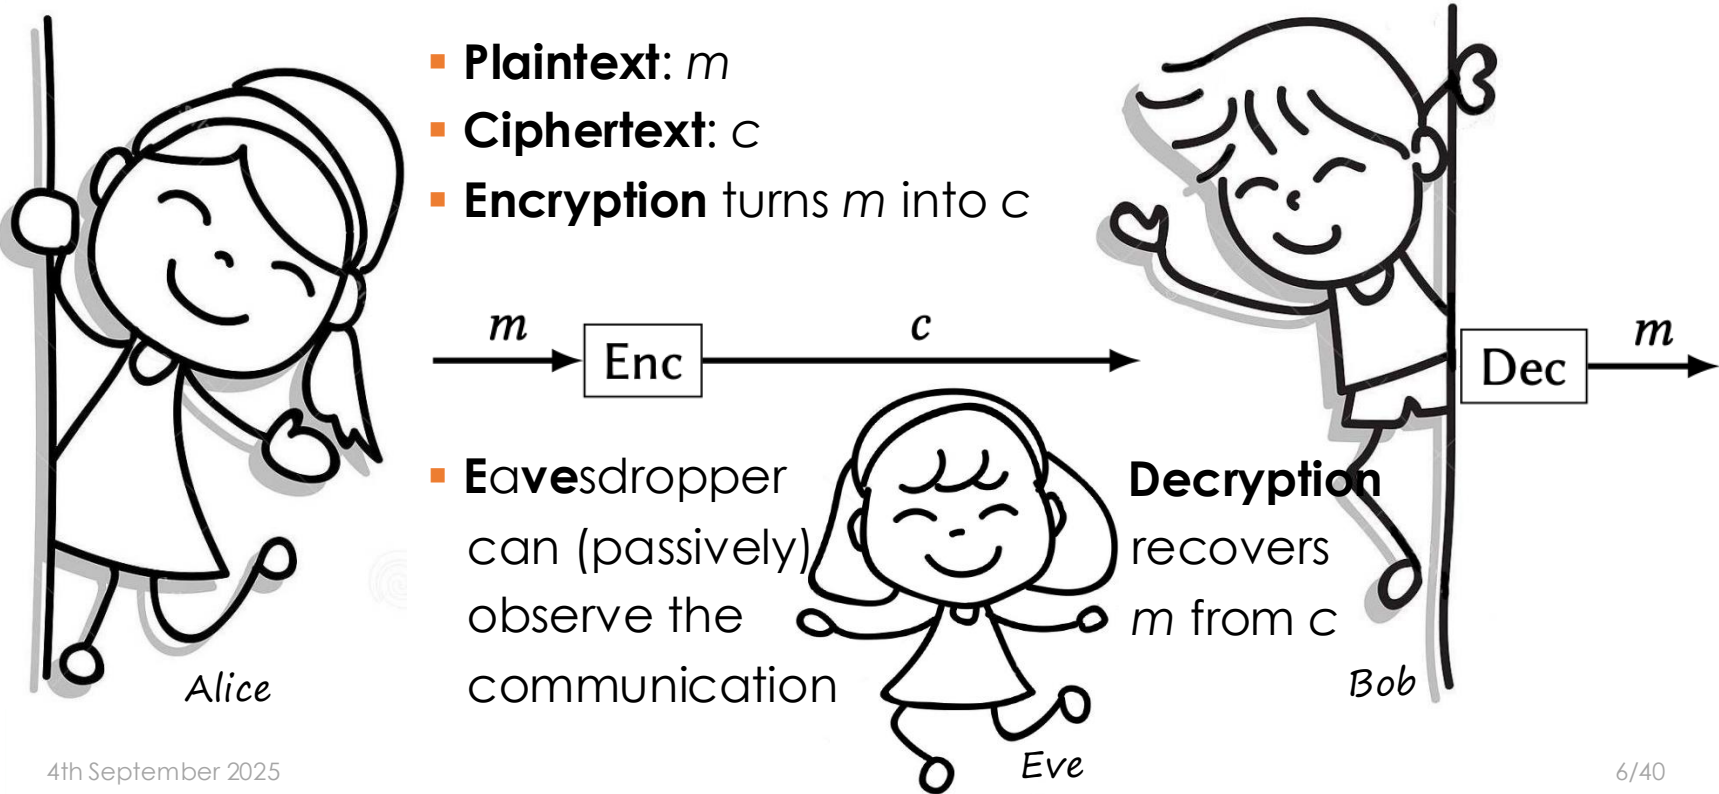 Plaintext: m
Ciphertext: c
Encryption turns m into c
m
Enc
c
Dec
m
Eavesdropper
can (passively)
observe the
communication
Decryption
recovers
m from c
Alice
Bob
Eve
4th September 2025
6/40